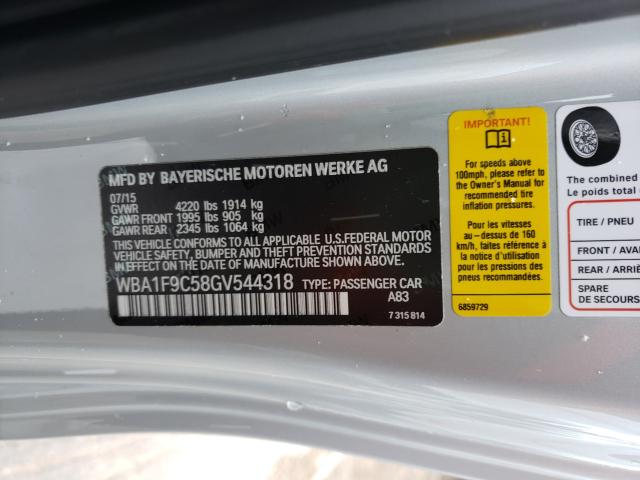 MFD BY BAYERISCHE MOTOREN WERKE AG
07/15
GVWR 4220 lbs 1914 kg
GAWR FRONT 1995 lbs 905 kg
GAWR REAR 2345 lbs 1064 kg
THIS VEHICLE CONFORMS TO ALL APPLICABLE U.S.FEDERAL MOTOR
VEHICLE SAFETY, BUMPER AND THEFT PREVENTION STANDARDS
IN EFFECT ON THE DATE OF MANUFACTURE SHOWN ABOVE.
WBA1F9C58GV544318 TYPE: PASSENGER CAR
A83
7 315 814
IMPORTANT!
For speeds above
100mph, please refer to
the Owner's Manual for
recommended tire
inflation pressures.
Pour les vitesses
au-dessus de 160
km/h, faites référence à
la notice d'utilisation
pour les pressions des
pneus recommendées.
6859729
The combined
Le poids total
TIRE / PNEU
FRONT / AVANT
REAR / ARRIÈ
SPARE
DE SECOURS